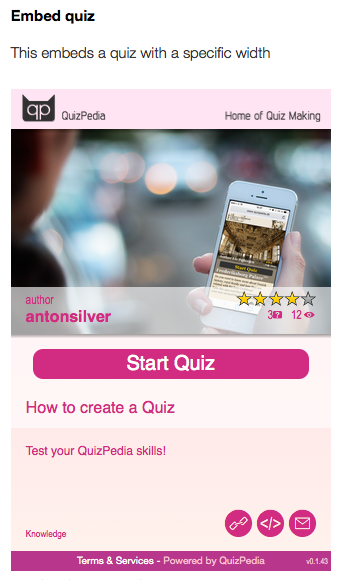 Embed quiz
This embeds a quiz with a specific width
qp QuizPedia Home of Quiz Making
Start Quiz
Frederiksborg Palace
author
antonsilver
3? 12
Start Quiz
How to create a Quiz
Test your QuizPedia skills!
</>
Knowledge
Terms & Services - Powered by QuizPedia v0.1.43